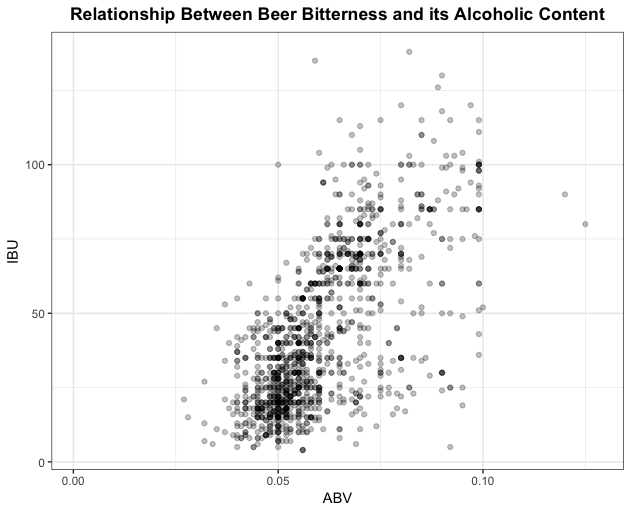 Relationship Between Beer Bitterness and its Alcoholic Content
IBU
100
50
0
0.00
0.05
0.10
ABV